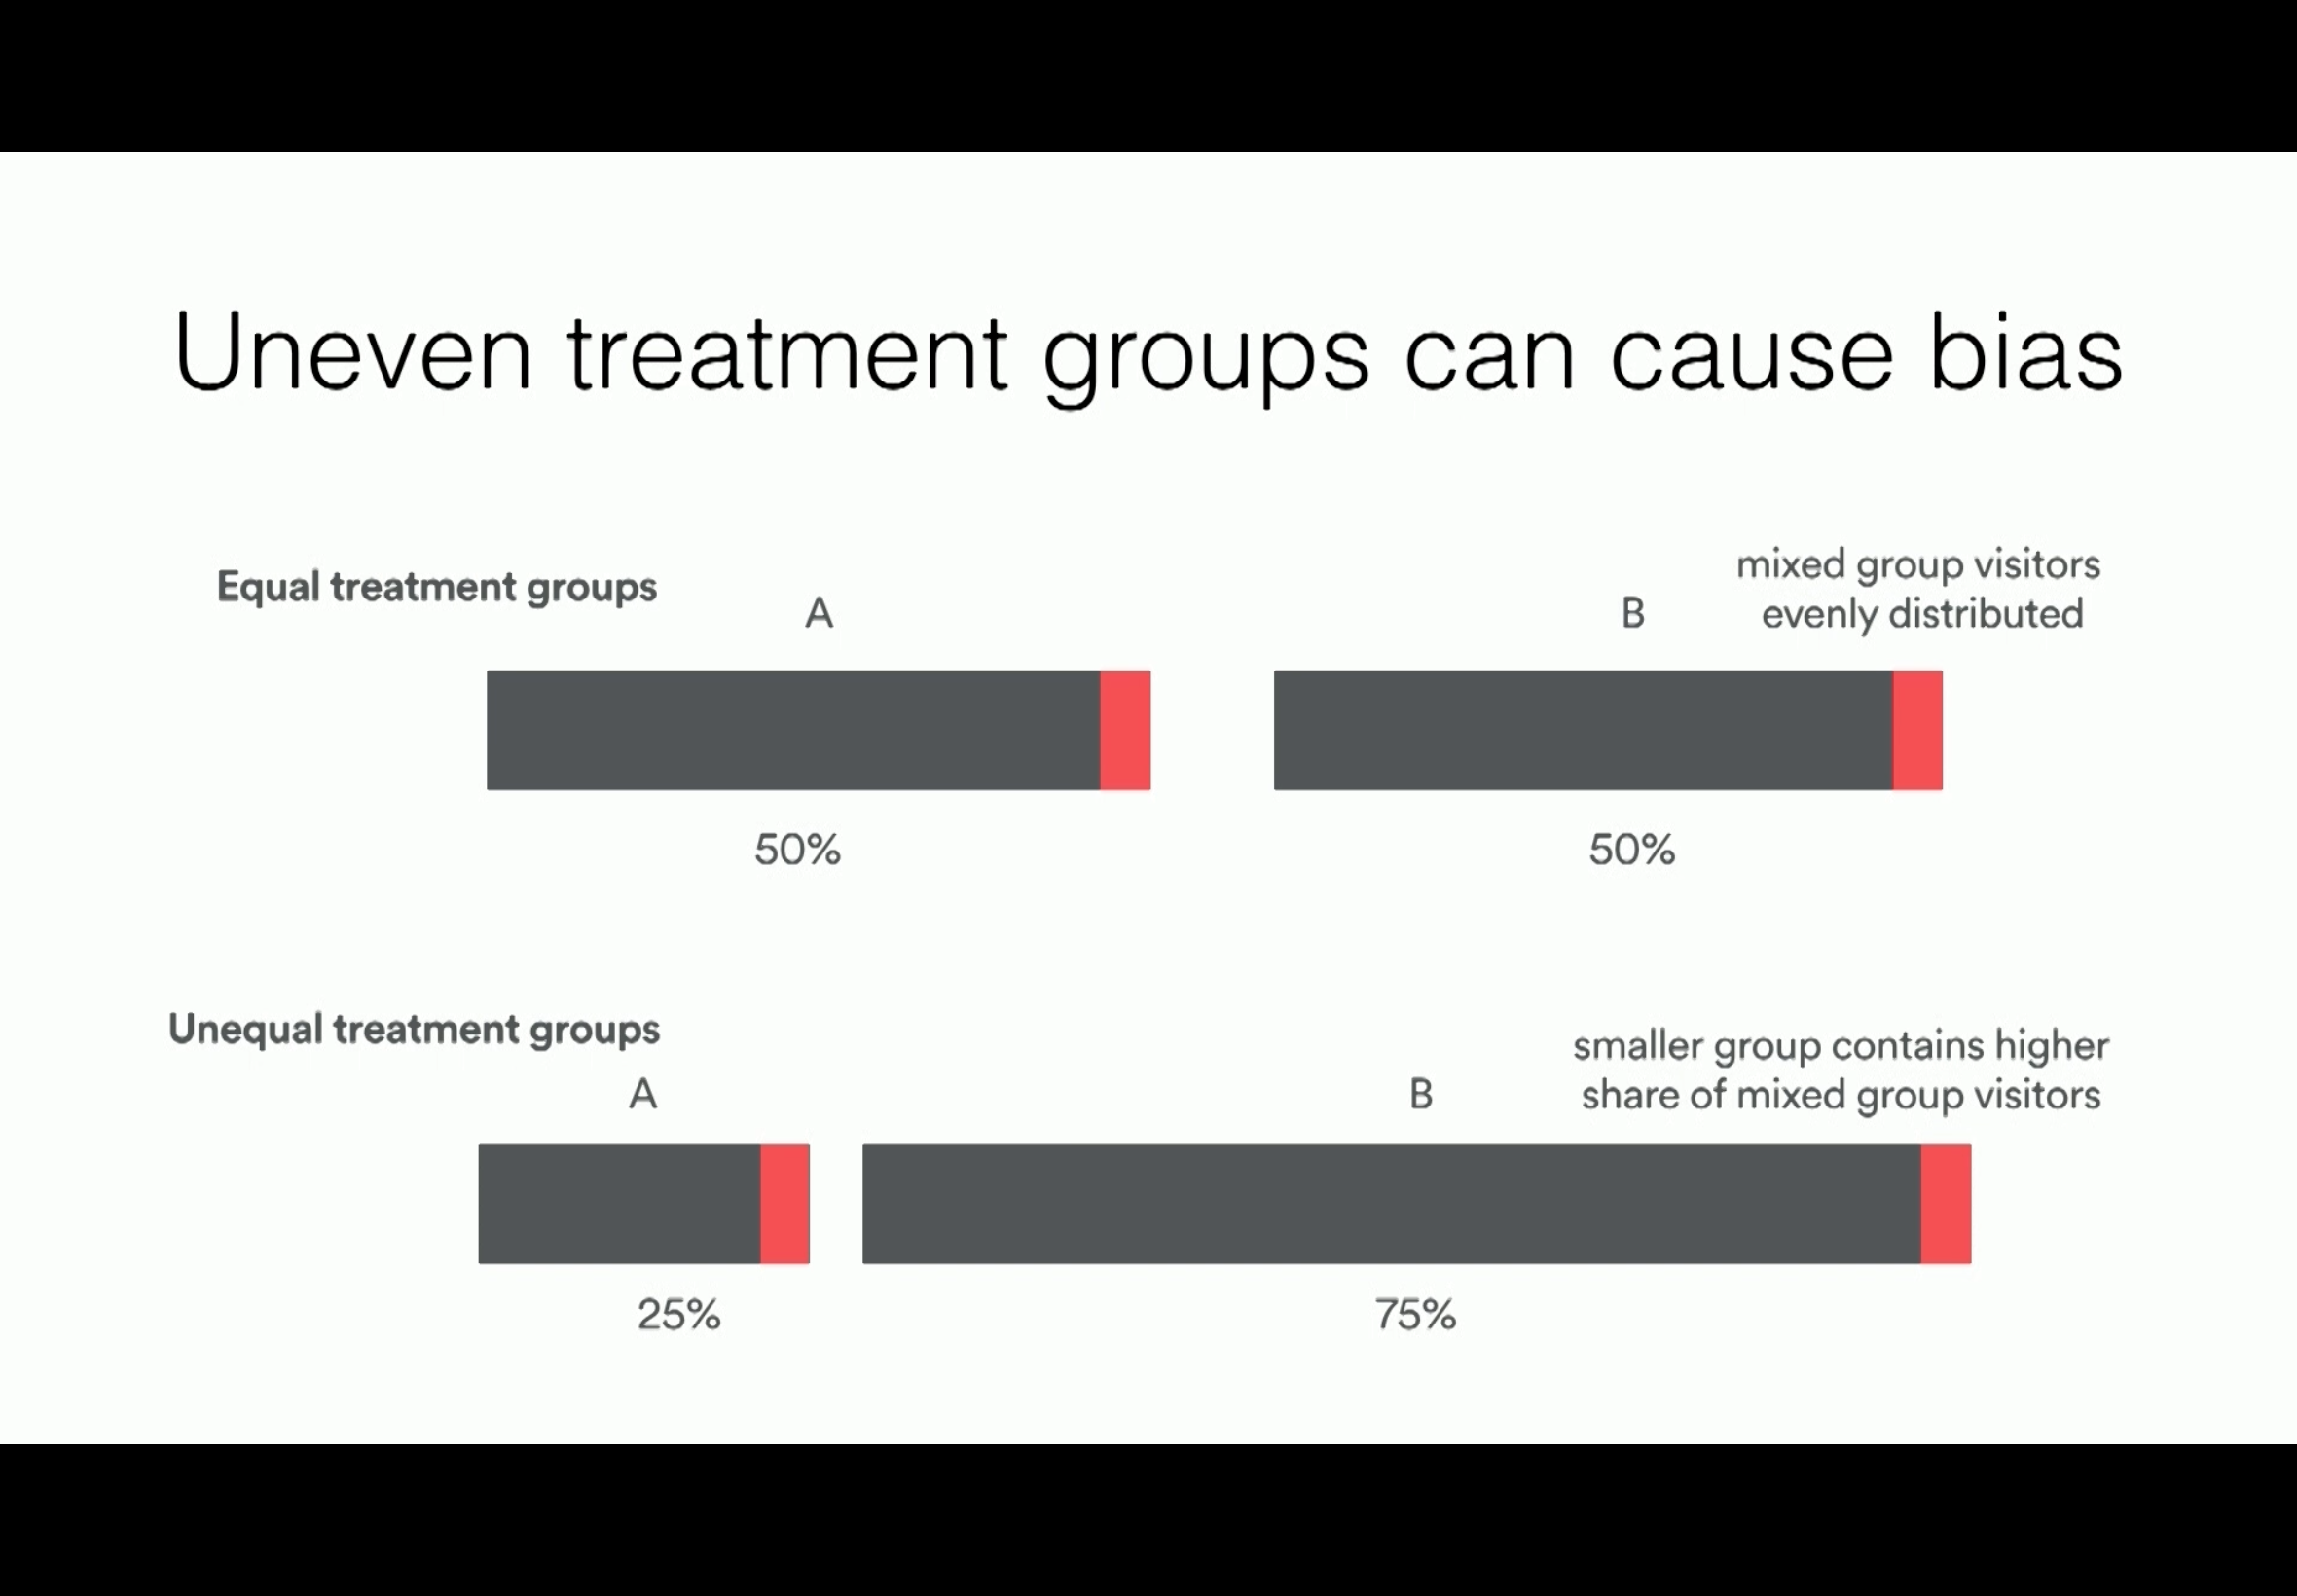 Uneven treatment groups can cause bias
Equal treatment groups
A
B
mixed group visitors
evenly distributed
50%
50%
Unequal treatment groups
A
B
smaller group contains higher
share of mixed group visitors
25%
75%